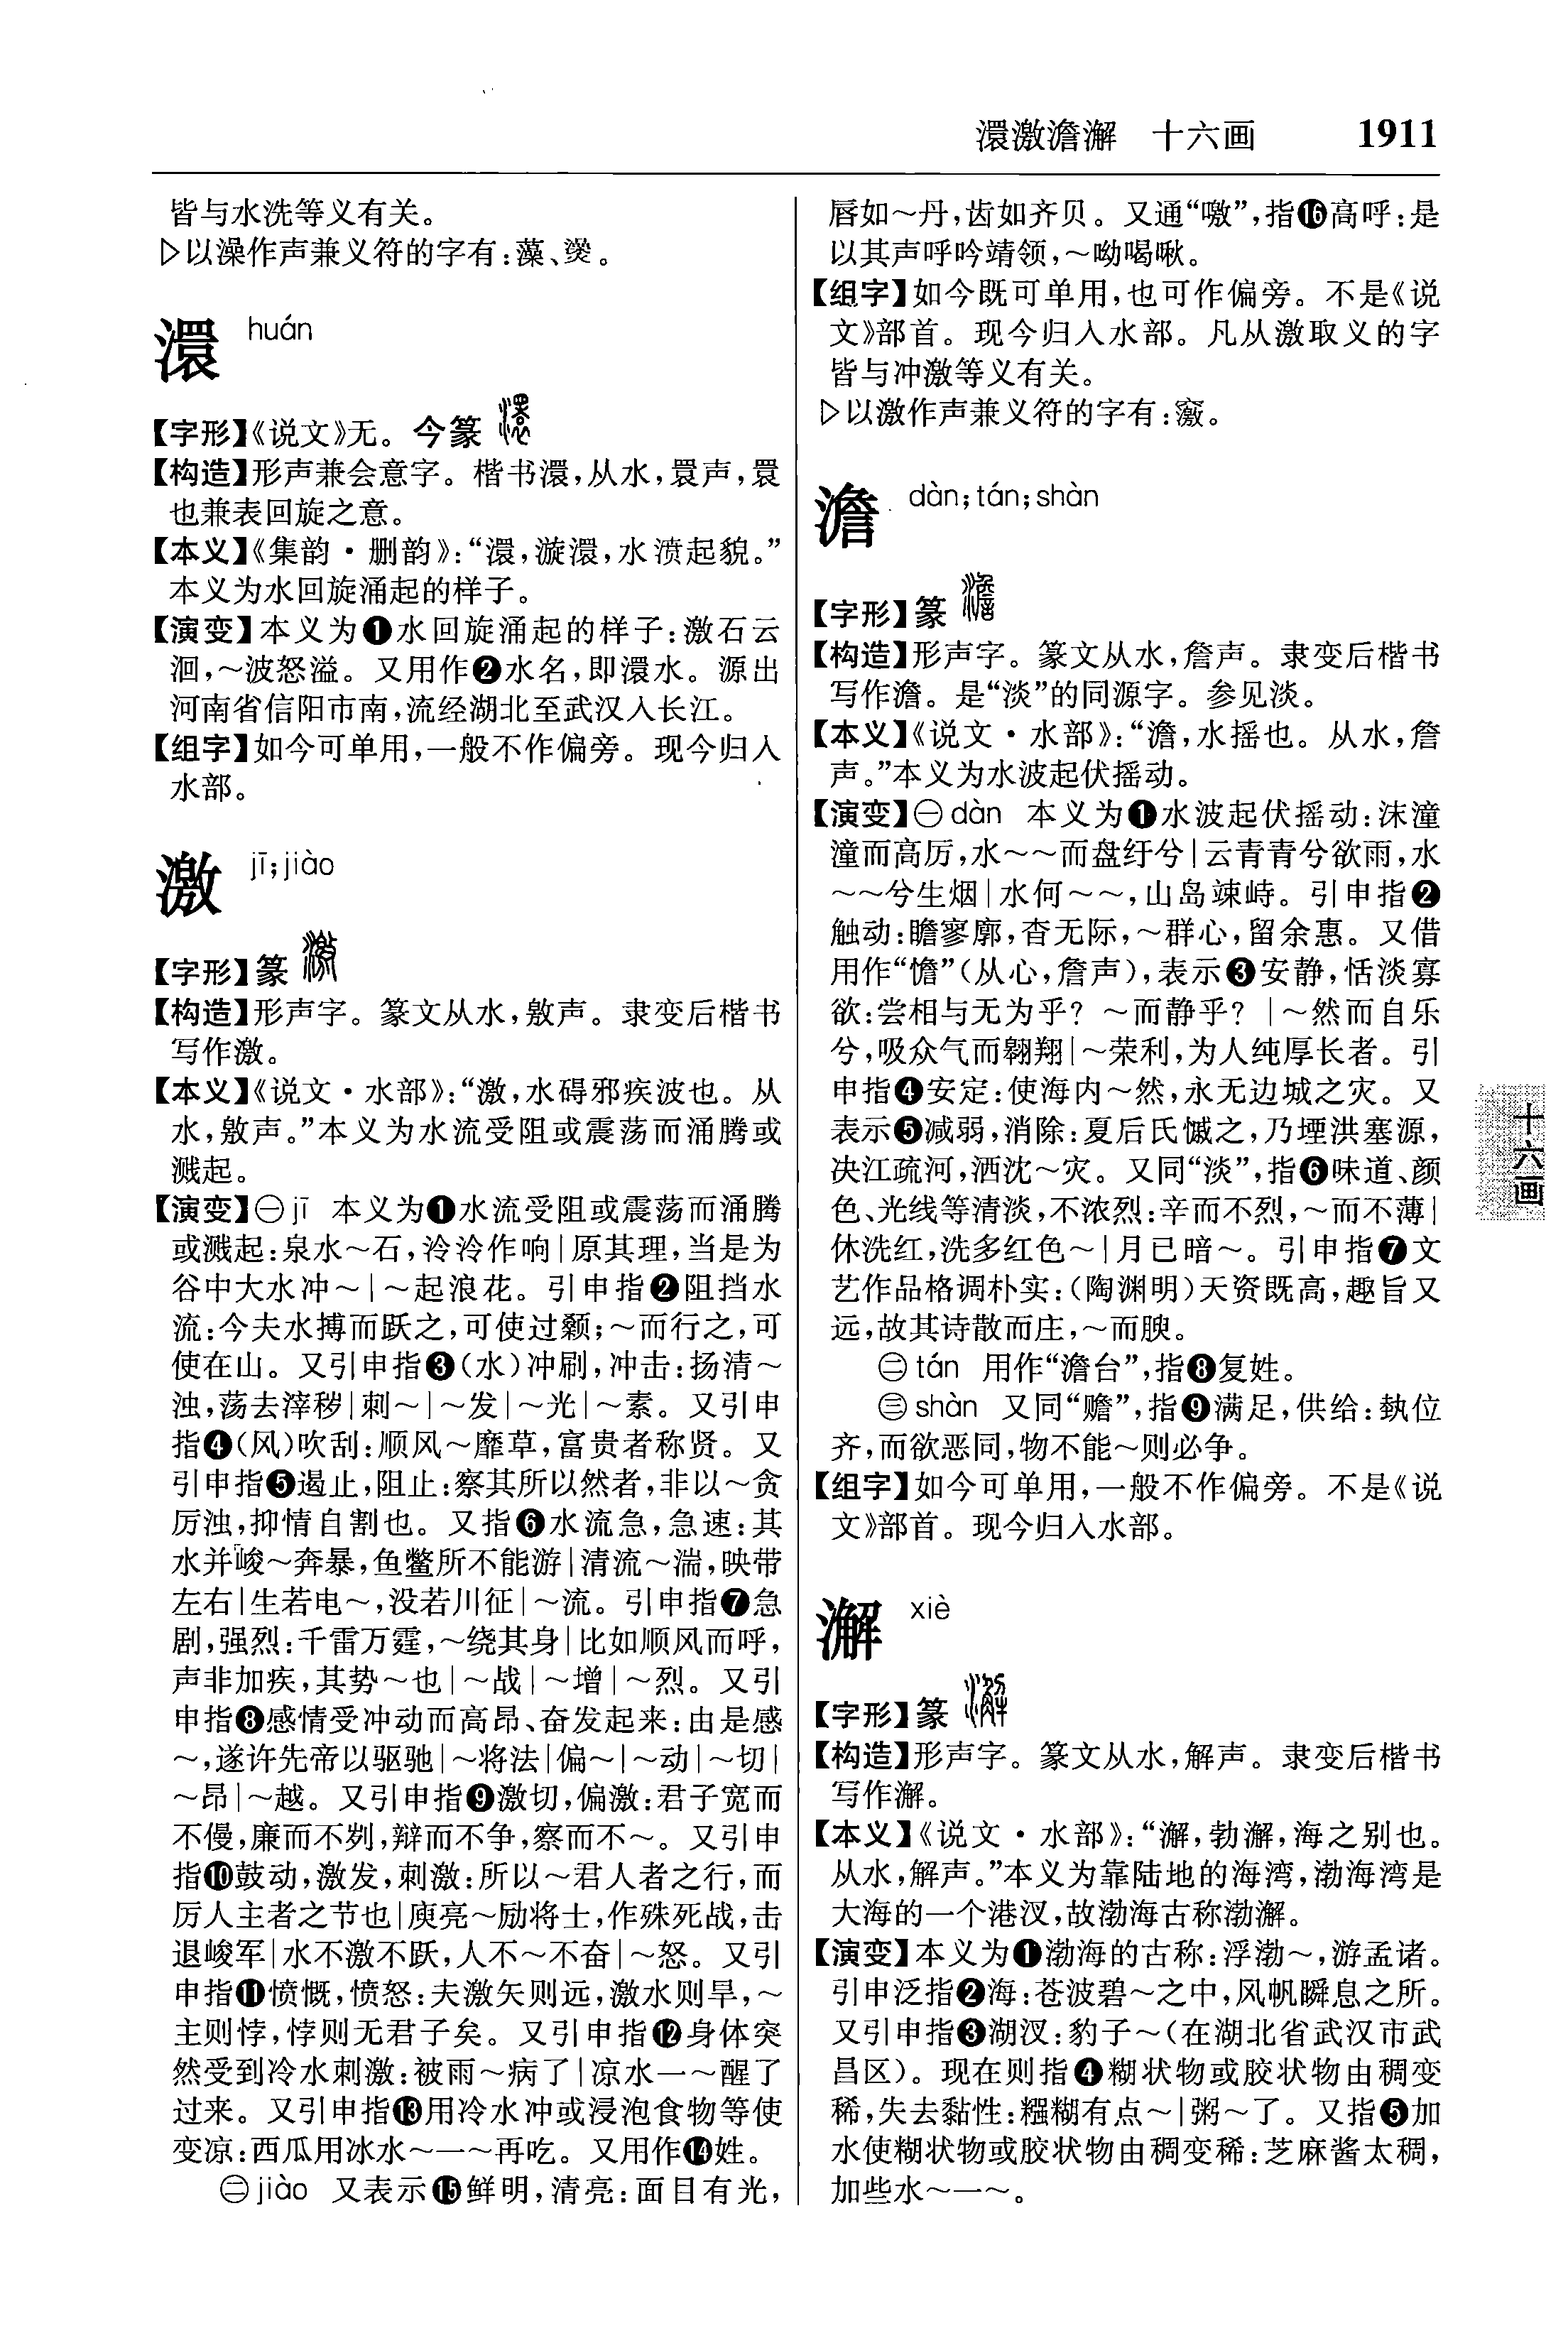 澴激澹澥　十六画　1911
皆与水洗等义有关。
▷以澡作声兼义符的字有:薻、襙。
澴 huán
【字形】《说文》无。今篆
【构造】形声兼会意字。楷书澴,从水,睘声,睘
也兼表回旋之意。
【本义】《集韵·删韵》:“澴,漩澴,水濆起貌。”
本义为水回旋涌起的样子。
【演变】本义为❶水回旋涌起的样子:激石云
洄,～波怒溢。又用作❷水名,即澴水。源出
河南省信阳市南,流经湖北至武汉入长江。
【组字】如今可单用,一般不作偏旁。现今归入
水部。
激 jī;jiào
【字形】篆
【构造】形声字。篆文从水,敫声。隶变后楷书
写作激。
【本义】《说文·水部》:“激,水碍邪疾波也。从
水,敫声。”本义为水流受阻或震荡而涌腾或
溅起。
【演变】㊀jī 本义为❶水流受阻或震荡而涌腾
或溅起:泉水～石,泠泠作响|原其理,当是为
谷中大水冲～|～起浪花。引申指❷阻挡水
流:今夫水搏而跃之,可使过颡;～而行之,可
使在山。又引申指❸(水)冲刷,冲击:扬清～
浊,荡去滓秽|刺～|～发|～光|～素。又引申
指❹(风)吹刮:顺风～靡草,富贵者称贤。又
引申指❺遏止,阻止:察其所以然者,非以～贪
厉浊,抑情自割也。又指❻水流急,急速:其
水并峻～奔暴,鱼鳖所不能游|清流～湍,映带
左右|生若电～,没若川征|～流。引申指❼急
剧,强烈:千雷万霆,～绕其身|比如顺风而呼,
声非加疾,其势～也|～战|～增|～烈。又引
申指❽感情受冲动而高昂、奋发起来:由是感
～,遂许先帝以驱驰|～将法|偏～|～动|～切|
～昂|～越。又引申指❾激切,偏激:君子宽而
不僈,廉而不刿,辩而不争,察而不～。又引申
指❿鼓动,激发,刺激:所以～君人者之行,而
厉人主者之节也|庾亮～励将士,作殊死战,击
退峻军|水不激不跃,人不～不奋|～怒。又引
申指⓫愤慨,愤怒:夫激矢则远,激水则旱,～
主则悖,悖则无君子矣。又引申指⓬身体突
然受到冷水刺激:被雨～病了|凉水一～醒了
过来。又引申指⓭用冷水冲或浸泡食物等使
变凉:西瓜用冰水～一～再吃。又用作⓮姓。
㊁jiào 又表示⓯鲜明,清亮:面目有光,
唇如～丹,齿如齐贝。又通“噭”,指⓰高呼:是
以其声呼吟靖领,～呦喝啾。
【组字】如今既可单用,也可作偏旁。不是《说
文》部首。现今归入水部。凡从激取义的字
皆与冲激等义有关。
▷以激作声兼义符的字有:㵸。
澹 dàn;tán;shàn
【字形】篆
【构造】形声字。篆文从水,詹声。隶变后楷书
写作澹。是“淡”的同源字。参见淡。
【本义】《说文·水部》:“澹,水摇也。从水,詹
声。”本义为水波起伏摇动。
【演变】㊀dàn 本义为❶水波起伏摇动:沫潼
潼而高厉,水～～而盘纡兮|云青青兮欲雨,水
～～兮生烟|水何～～,山岛竦峙。引申指❷
触动:瞻寥廓,杳无际,～群心,留余惠。又借
用作“憺”(从心,詹声),表示❸安静,恬淡寡
欲:尝相与无为乎?～而静乎?|～然而自乐
兮,吸众气而翱翔|～荣利,为人纯厚长者。引
申指❹安定:使海内～然,永无边城之灾。又
表示❺减弱,消除:夏后氏慽之,乃堙洪塞源,
决江疏河,洒沈～灾。又同“淡”,指❻味道、颜
色、光线等清淡,不浓烈:辛而不烈,～而不薄|
休洗红,洗多红色～|月已暗～。引申指❼文
艺作品格调朴实:(陶渊明)天资既高,趣旨又
远,故其诗散而庄,～而腴。
㊁tán 用作“澹台”,指❽复姓。
㊂shàn 又同“赡”,指❾满足,供给:埶位
齐,而欲恶同,物不能～则必争。
【组字】如今可单用,一般不作偏旁。不是《说
文》部首。现今归入水部。
澥 xiè
【字形】篆
【构造】形声字。篆文从水,解声。隶变后楷书
写作澥。
【本义】《说文·水部》:“澥,勃澥,海之别也。
从水,解声。”本义为靠陆地的海湾,渤海湾是
大海的一个港汊,故渤海古称渤澥。
【演变】本义为❶渤海的古称:浮渤～,游孟诸。
引申泛指❷海:苍波碧～之中,风帆瞬息之所。
又引申指❸湖汊:豹子～(在湖北省武汉市武
昌区)。现在则指❹糊状物或胶状物由稠变
稀,失去黏性:糨糊有点～|粥～了。又指❺加
水使糊状物或胶状物由稠变稀:芝麻酱太稠,
加些水～一～。
十六画